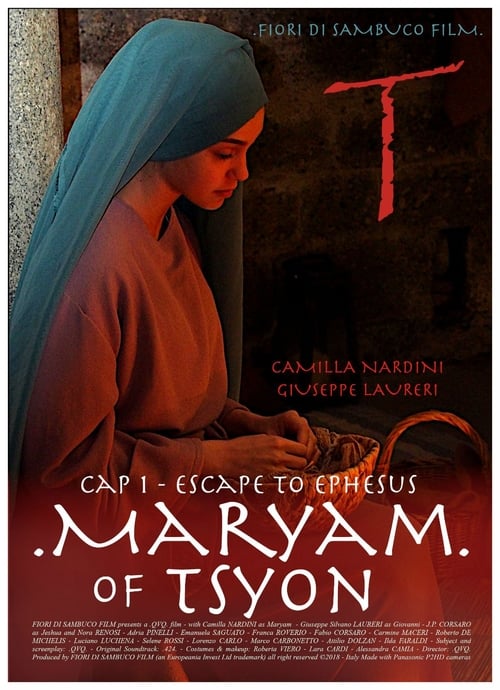 .FIORI DI SAMBUCO FILM.
T
CAMILLA NARDINI
GIUSEPPE LAURERI
CAP 1 - ESCAPE TO EPHESUS
.MARYAM.
OF TSYON
FIORI DI SAMBUCO FILM presents a .QVQ. film - with Camilla NARDINI as Maryam - Giuseppe Silvano LAURERI as Giovanni - J.P. CORSARO
as Jeshua and Nora RENOSI - Adria PINELLI - Emanuela SAGUATO - Franca ROVERIO - Fabio CORSARO - Carmine MACERI - Roberto DE
MICHELIS - Luciano LUCHENA - Selene ROSSI - Lorenzo CARLO - Marco CARBONETTO - Attilio DOLZAN - Ilda FARALDI - Subject and
screenplay: .QVQ. - Original Soundtrack: .424. - Costumes & makeup: Roberta VIERO - Lara CARDI - Alessandra CAMIA - Director: .QVQ.
Produced by FIORI DI SAMBUCO FILM (an Europeania Invest Ltd trademark) all right reserved ©2018 - Italy Made with Panasonic P2HD cameras